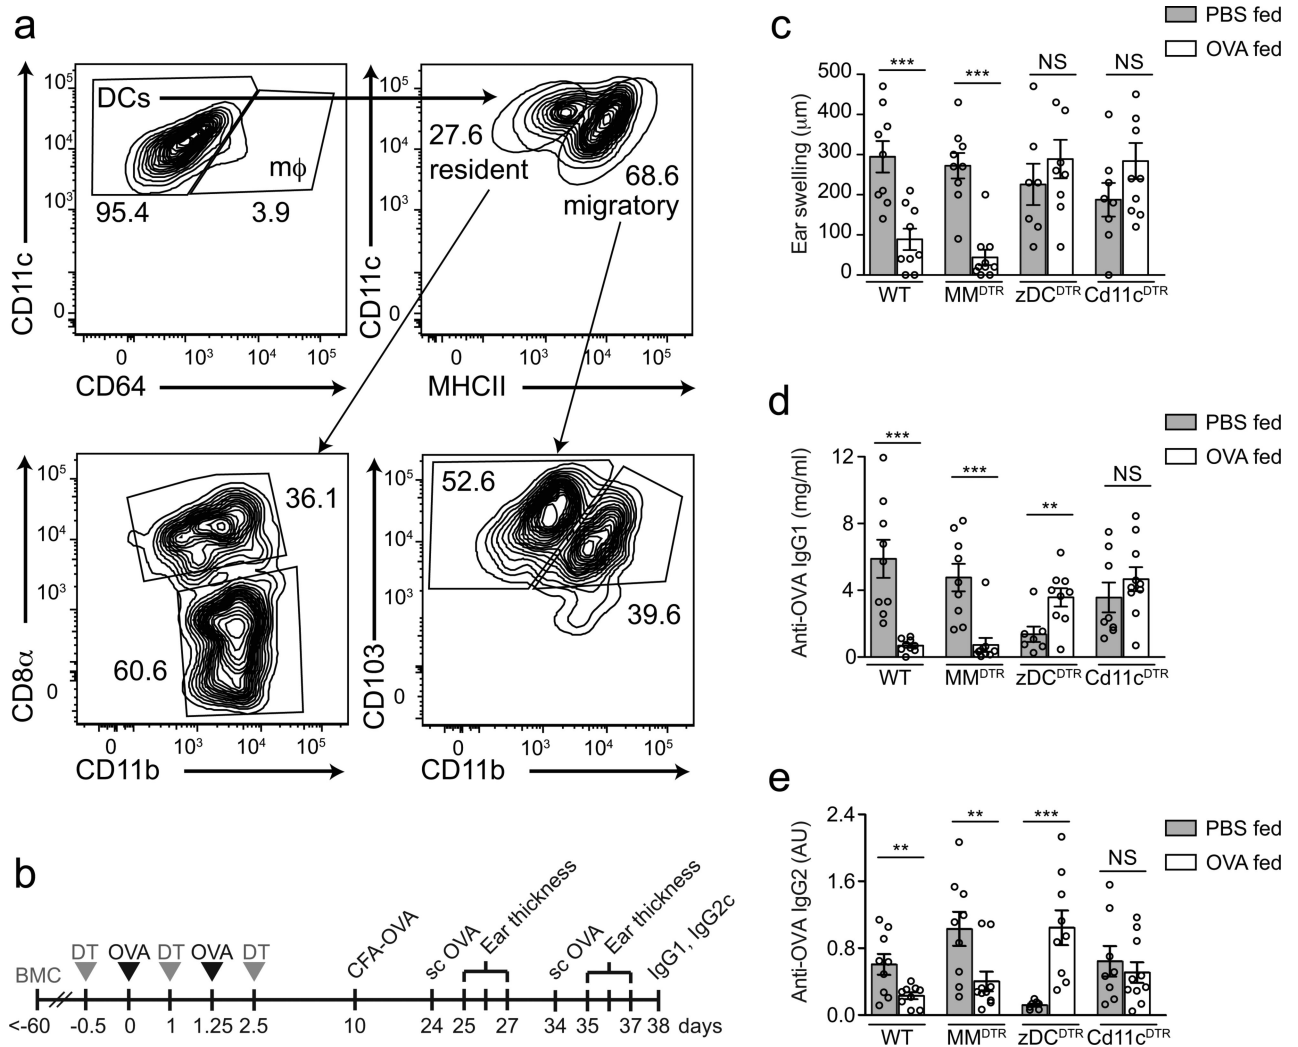 a
DCs
mφ
95.4
3.9
CD11c
10⁵
10⁴
10³
0
0
10³
10⁴
10⁵
CD64
27.6
resident
68.6
migratory
CD11c
10⁵
10⁴
10³
0
0
10³
10⁴
10⁵
MHCII
36.1
60.6
CD8α
10⁵
10⁴
10³
0
0
10³
10⁴
10⁵
CD11b
52.6
39.6
CD103
10⁵
10⁴
10³
0
0
10³
10⁴
10⁵
CD11b
b
BMC
DT
OVA
DT
OVA
DT
CFA-OVA
sc OVA
Ear thickness
sc OVA
Ear thickness
IgG1, IgG2c
<-60
-0.5
0
1
1.25
2.5
10
24
25
27
34
35
37
38
days
c
PBS fed
OVA fed
Ear swelling (μm)
500
400
300
200
100
0
***
***
NS
NS
WT
MMᴰᵀᴿ
zDCᴰᵀᴿ
Cd11cᴰᵀᴿ
d
PBS fed
OVA fed
Anti-OVA IgG1 (mg/ml)
12
8
4
0
***
***
**
NS
WT
MMᴰᵀᴿ
zDCᴰᵀᴿ
Cd11cᴰᵀᴿ
e
PBS fed
OVA fed
Anti-OVA IgG2 (AU)
2.4
1.6
0.8
0.0
**
**
***
NS
WT
MMᴰᵀᴿ
zDCᴰᵀᴿ
Cd11cᴰᵀᴿ